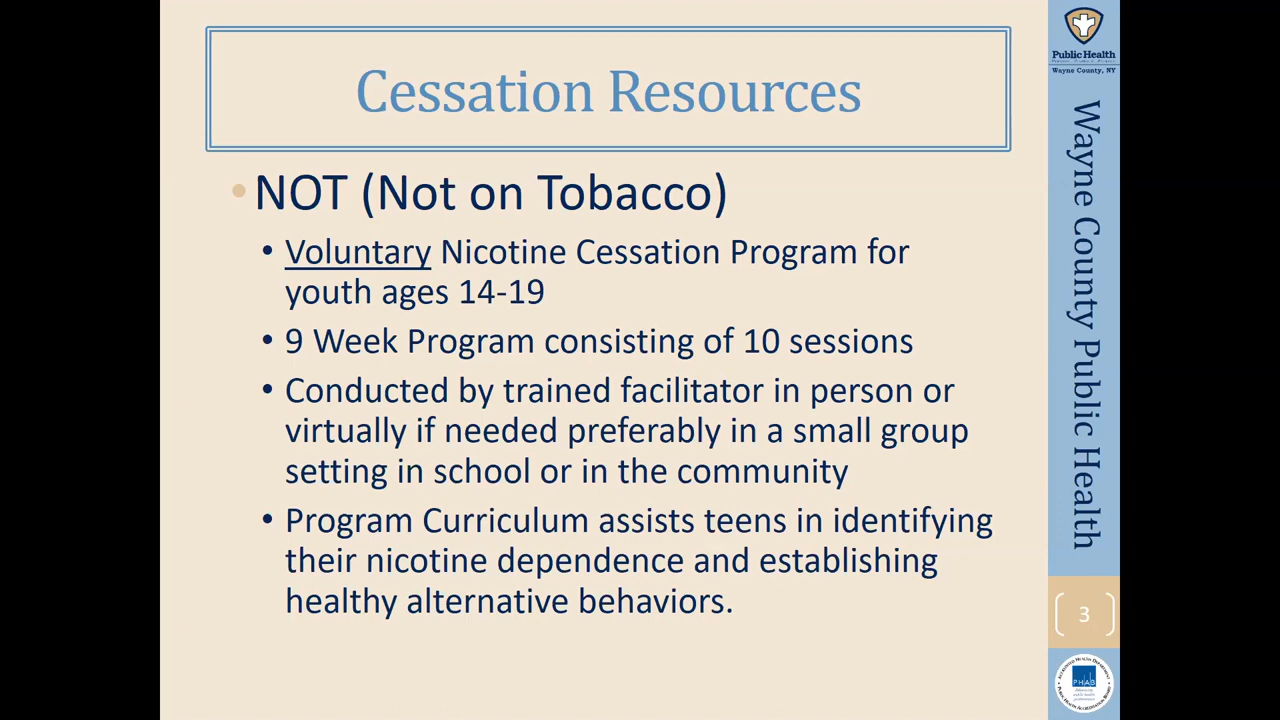 Cessation Resources
• NOT (Not on Tobacco)
• Voluntary Nicotine Cessation Program for
youth ages 14-19
• 9 Week Program consisting of 10 sessions
• Conducted by trained facilitator in person or
virtually if needed preferably in a small group
setting in school or in the community
• Program Curriculum assists teens in identifying
their nicotine dependence and establishing
healthy alternative behaviors.
Public Health
Wayne County, NY
Wayne County Public Health
3
PHAB